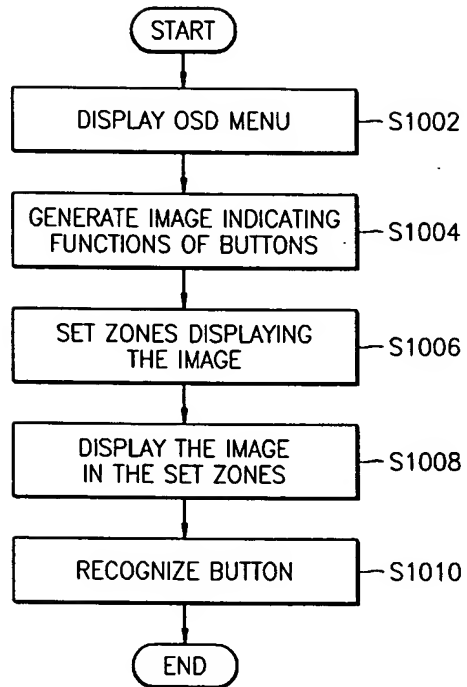 START
DISPLAY OSD MENU
S1002
GENERATE IMAGE INDICATING
FUNCTIONS OF BUTTONS
S1004
SET ZONES DISPLAYING
THE IMAGE
S1006
DISPLAY THE IMAGE
IN THE SET ZONES
S1008
RECOGNIZE BUTTON
S1010
END